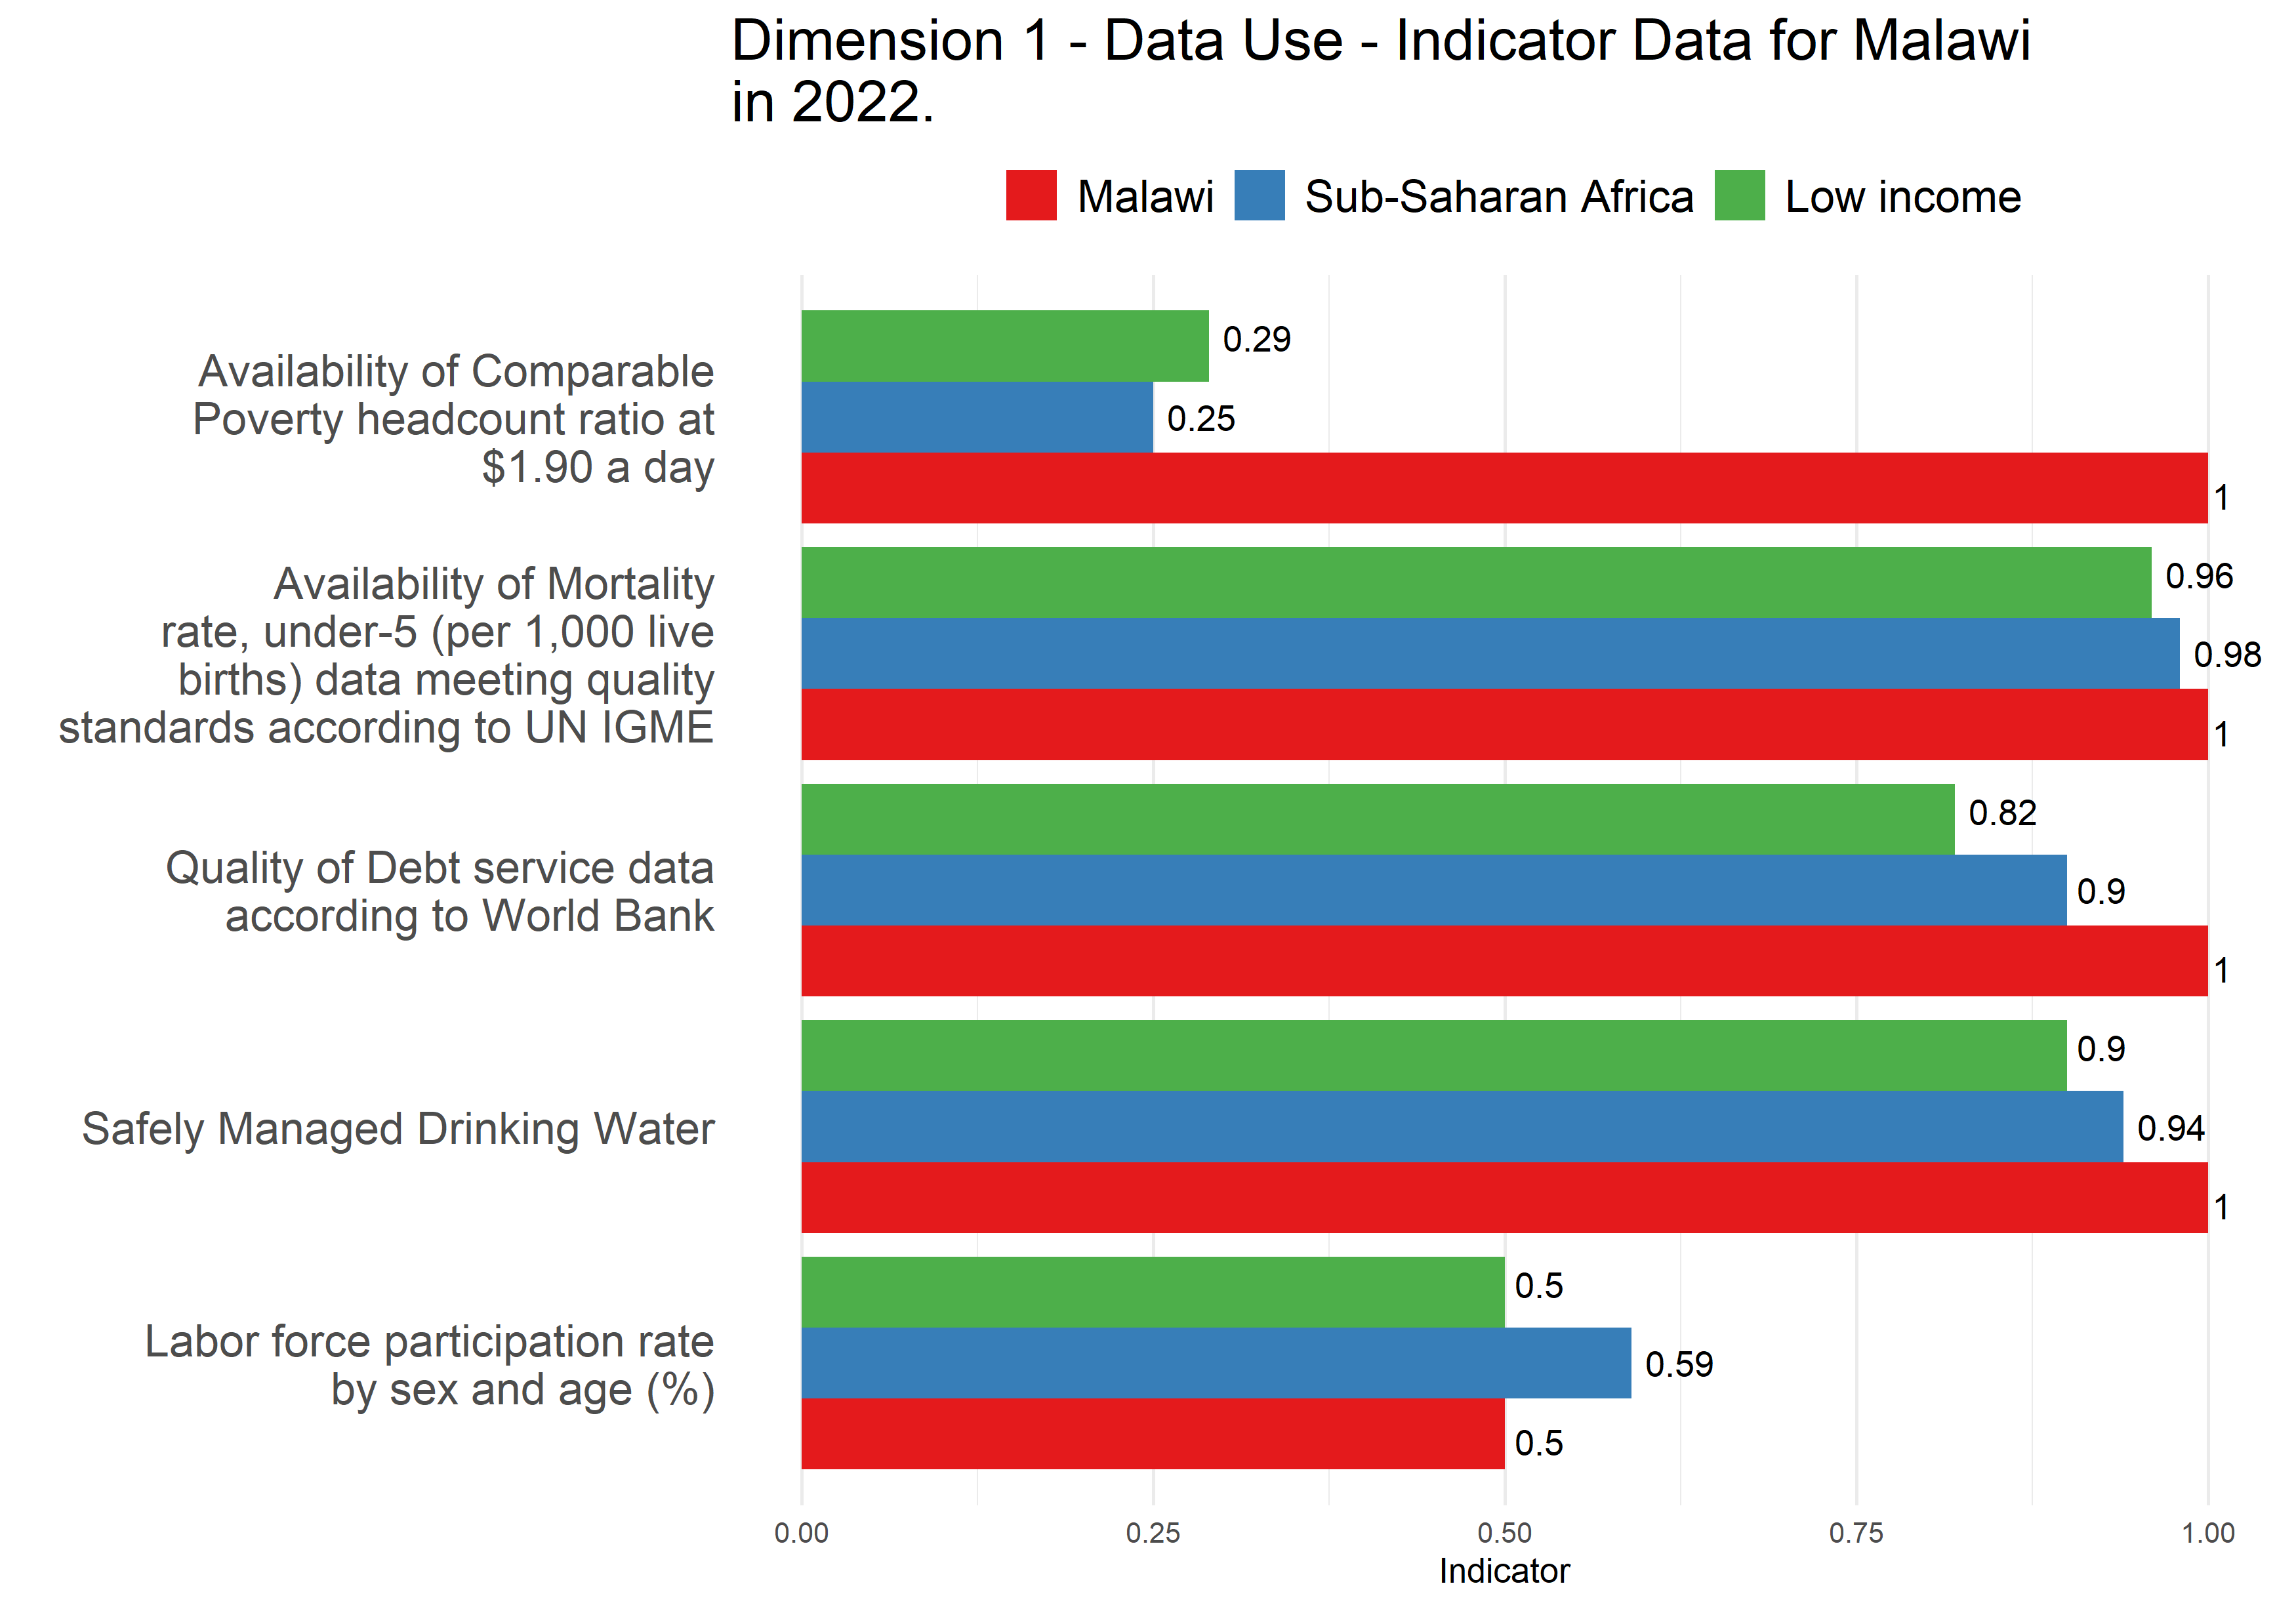 Dimension 1 - Data Use - Indicator Data for Malawi
in 2022.
Malawi
Sub-Saharan Africa
Low income
Availability of Comparable
Poverty headcount ratio at
$1.90 a day
0.29
0.25
1
Availability of Mortality
rate, under-5 (per 1,000 live
births) data meeting quality
standards according to UN IGME
0.96
0.98
1
Quality of Debt service data
according to World Bank
0.82
0.9
1
Safely Managed Drinking Water
0.9
0.94
1
Labor force participation rate
by sex and age (%)
0.5
0.59
0.5
0.00
0.25
0.50
0.75
1.00
Indicator